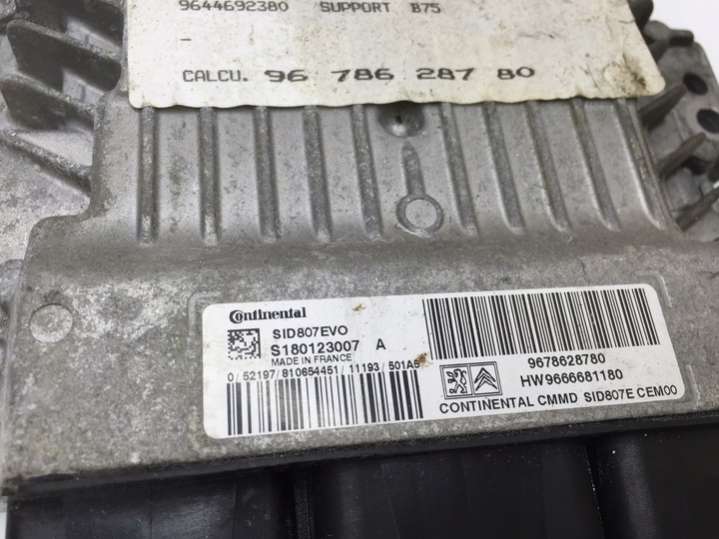 9644692380 SUPPORT B75
-
CALCU. 96 786 287 80
Continental
SID807EVO
S180123007 A
MADE IN FRANCE
0/52197/810654451/11193/501A5
9678628780
HW9666681180
CONTINENTAL CMMD SID807E CEM00